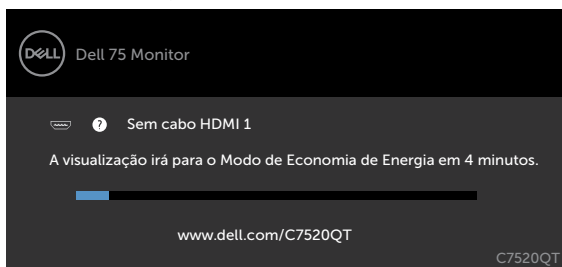 DELL
Dell 75 Monitor
? Sem cabo HDMI 1
A visualização irá para o Modo de Economia de Energia em 4 minutos.
www.dell.com/C7520QT
C7520QT